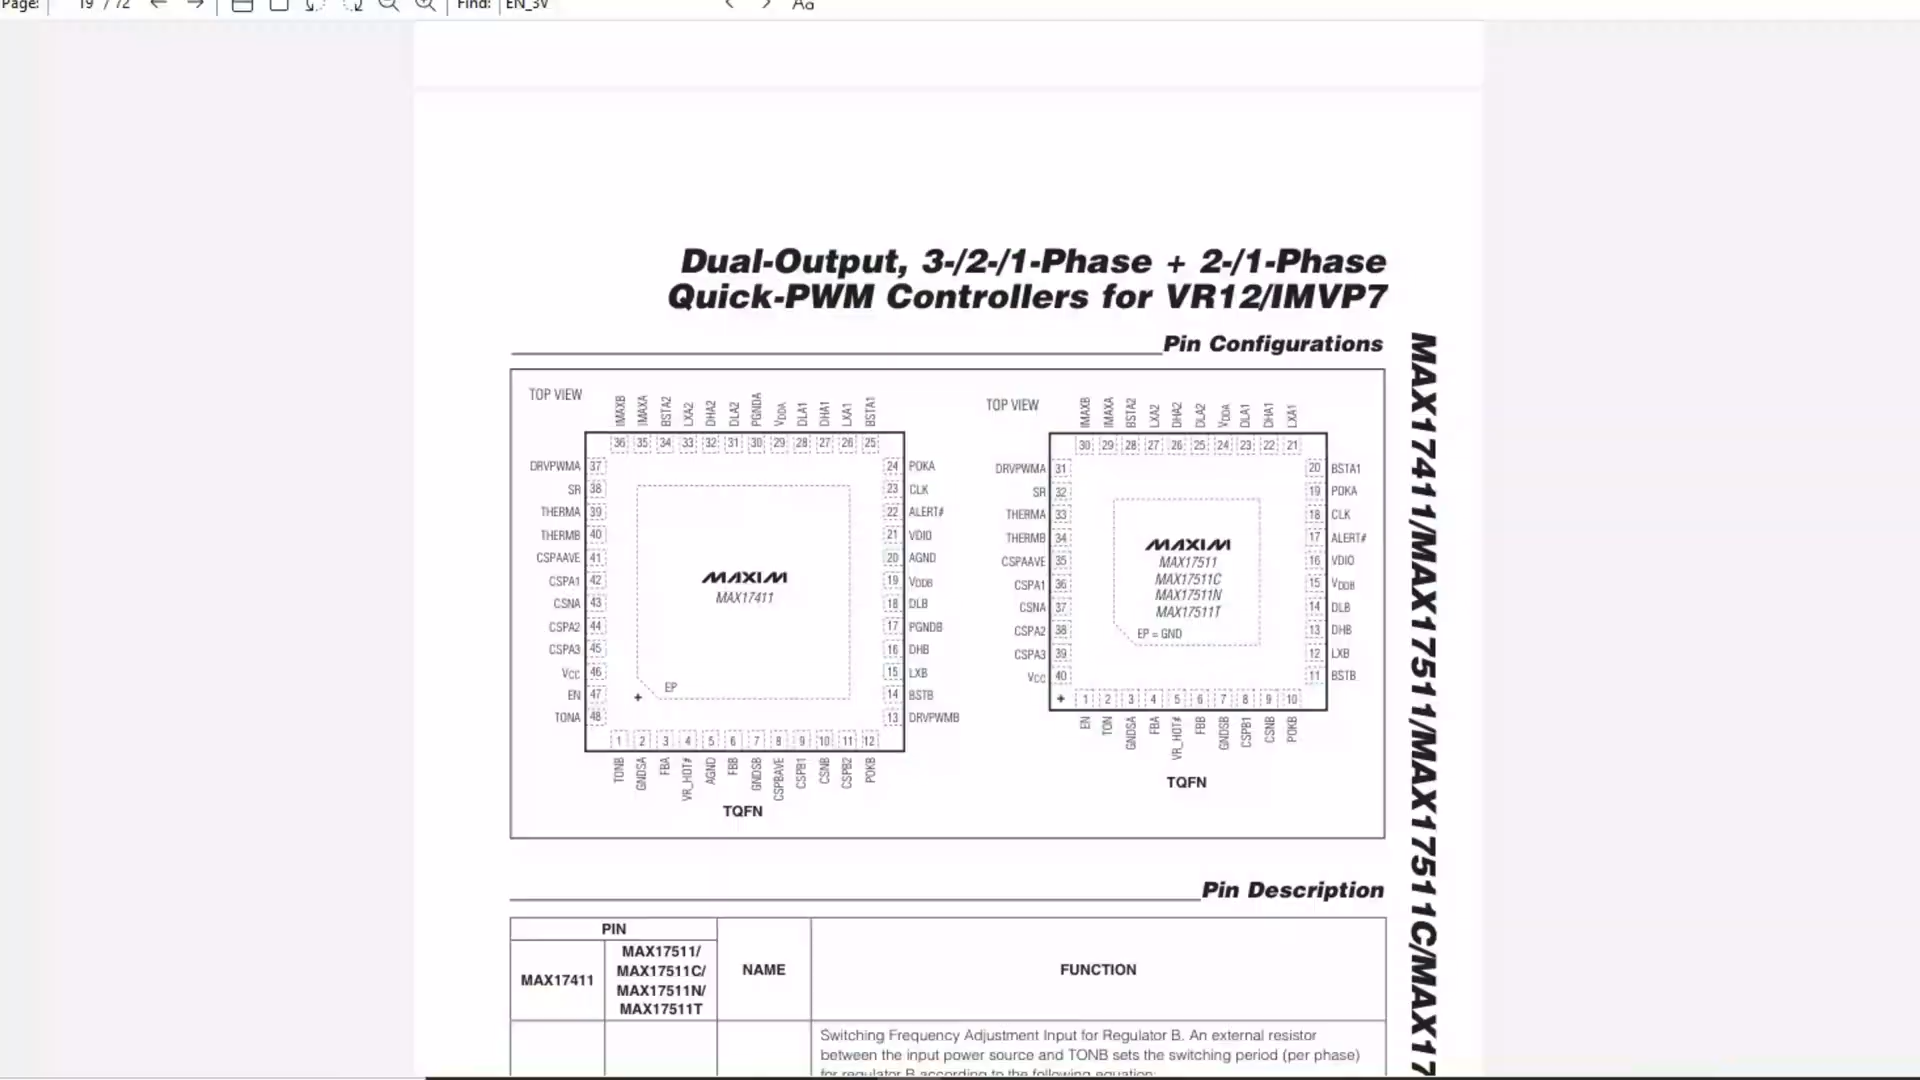 Page: 19 / 72 Find: EN_3V Aa
Dual-Output, 3-/2-/1-Phase + 2-/1-Phase
Quick-PWM Controllers for VR12/IMVP7
Pin Configurations
TOP VIEW
IMAXB IMAXA BSTA2 LXA2 DHA2 DLA2 PGNDA VDDA DLA1 DHA1 LXA1 BSTA1
36 35 34 33 32 31 30 29 28 27 26 25
DRVPWMA 37 24 POKA
SR 38 23 CLK
THERMA 39 22 ALERT#
THERMB 40 21 VDIO
CSPAAVE 41 20 AGND
CSPA1 42 19 VDDB
CSNA 43 18 DLB
CSPA2 44 17 PGNDB
CSPA3 45 16 DHB
VCC 46 15 LXB
EN 47 14 BSTB
TONA 48 13 DRVPWMB
MAXIM
MAX17411
EP
+
1 2 3 4 5 6 7 8 9 10 11 12
TONB GNDSA FBA VR_HOT# AGND FBB GNDSB CSPBAVE CSPB1 CSNB CSPB2 POKB
TQFN
TOP VIEW
IMAXB IMAXA BSTA2 LXA2 DHA2 DLA2 VDDA DLA1 DHA1 LXA1
30 29 28 27 26 25 24 23 22 21
DRVPWMA 31 20 BSTA1
SR 32 19 POKA
THERMA 33 18 CLK
THERMB 34 17 ALERT#
CSPAAVE 35 16 VDIO
CSPA1 36 15 VDDB
CSNA 37 14 DLB
CSPA2 38 13 DHB
CSPA3 39 12 LXB
VCC 40 11 BSTB
MAXIM
MAX17511
MAX17511C
MAX17511N
MAX17511T
EP = GND
+ 1 2 3 4 5 6 7 8 9 10
EN TON GNDSA FBA VR_HOT# FBB GNDSB CSPB1 CSNB POKB
TQFN
MAX17411/MAX17511/MAX17511C/MAX17
Pin Description
PIN
MAX17411
MAX17511/
MAX17511C/
MAX17511N/
MAX17511T
NAME
FUNCTION
Switching Frequency Adjustment Input for Regulator B. An external resistor
between the input power source and TONB sets the switching period (per phase)
for regulator B according to the following equation: